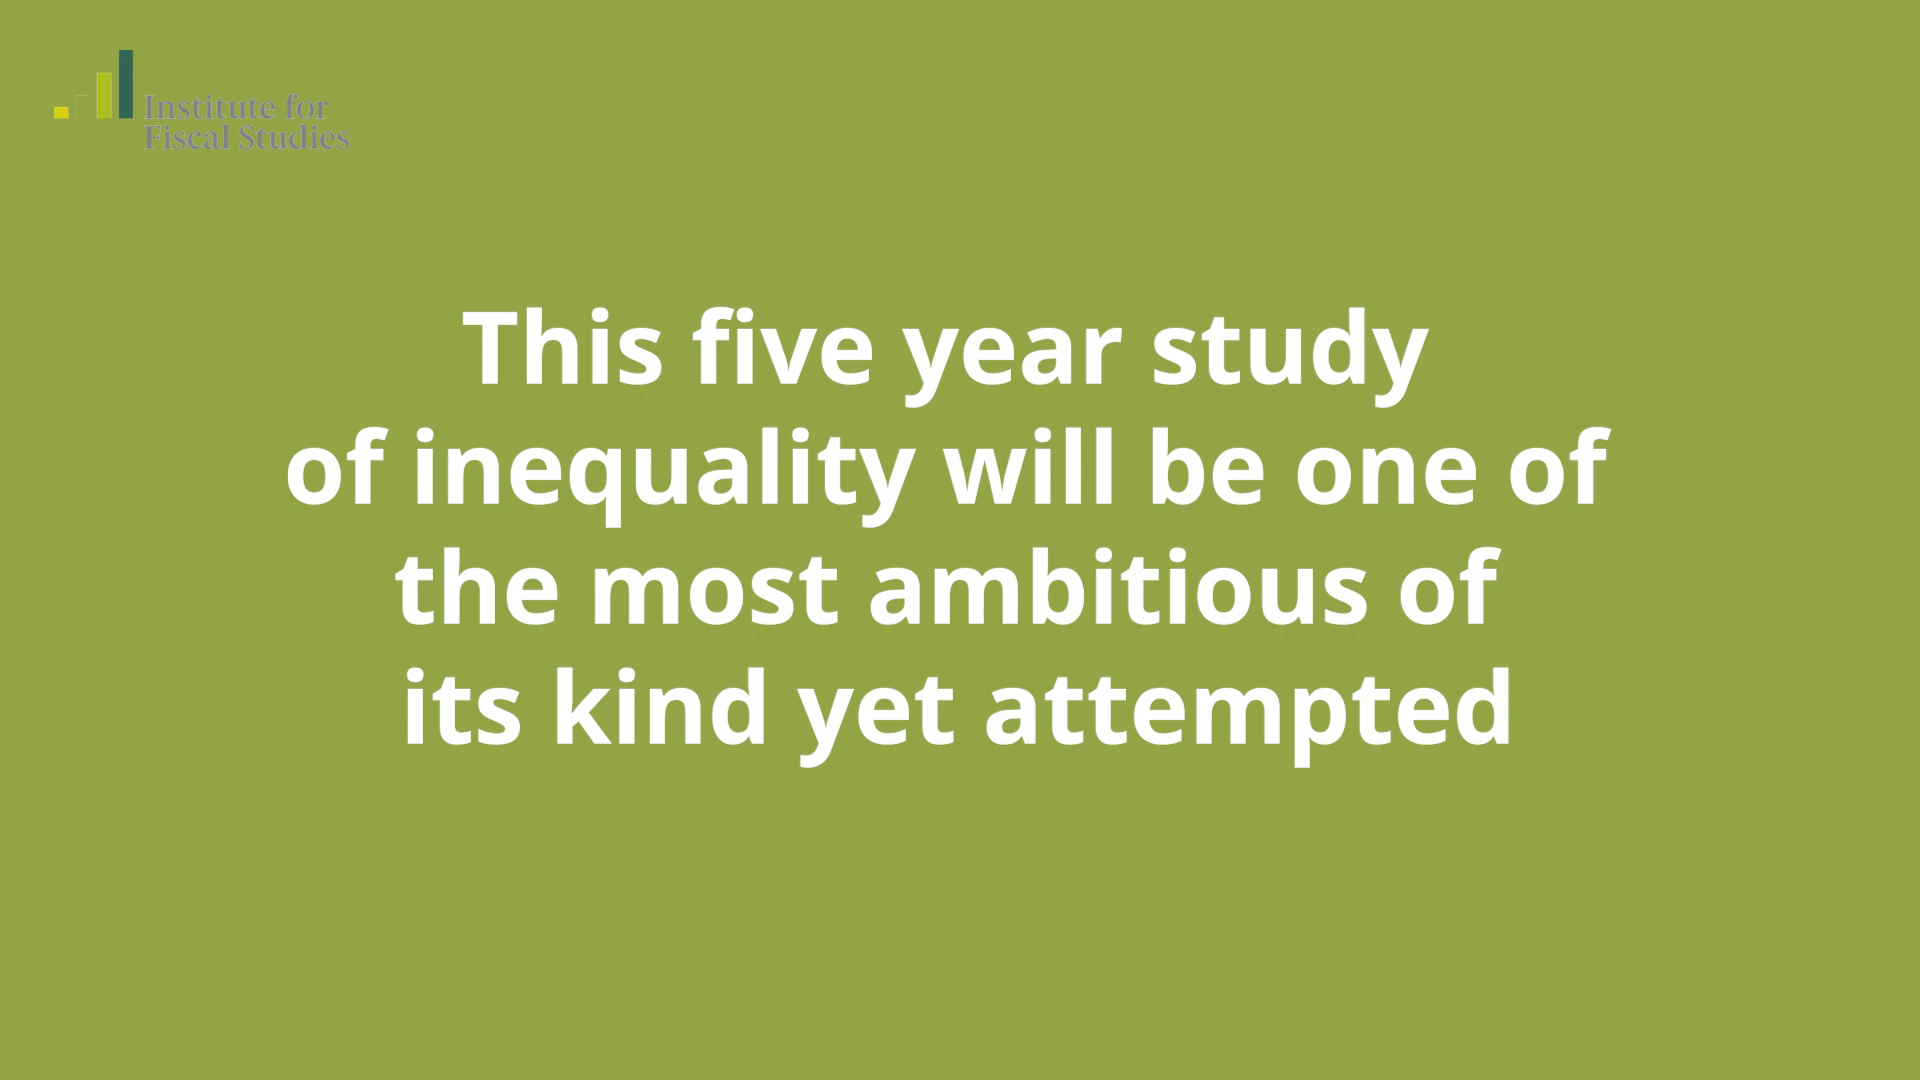 Institute for
Fiscal Studies
This five year study
of inequality will be one of
the most ambitious of
its kind yet attempted